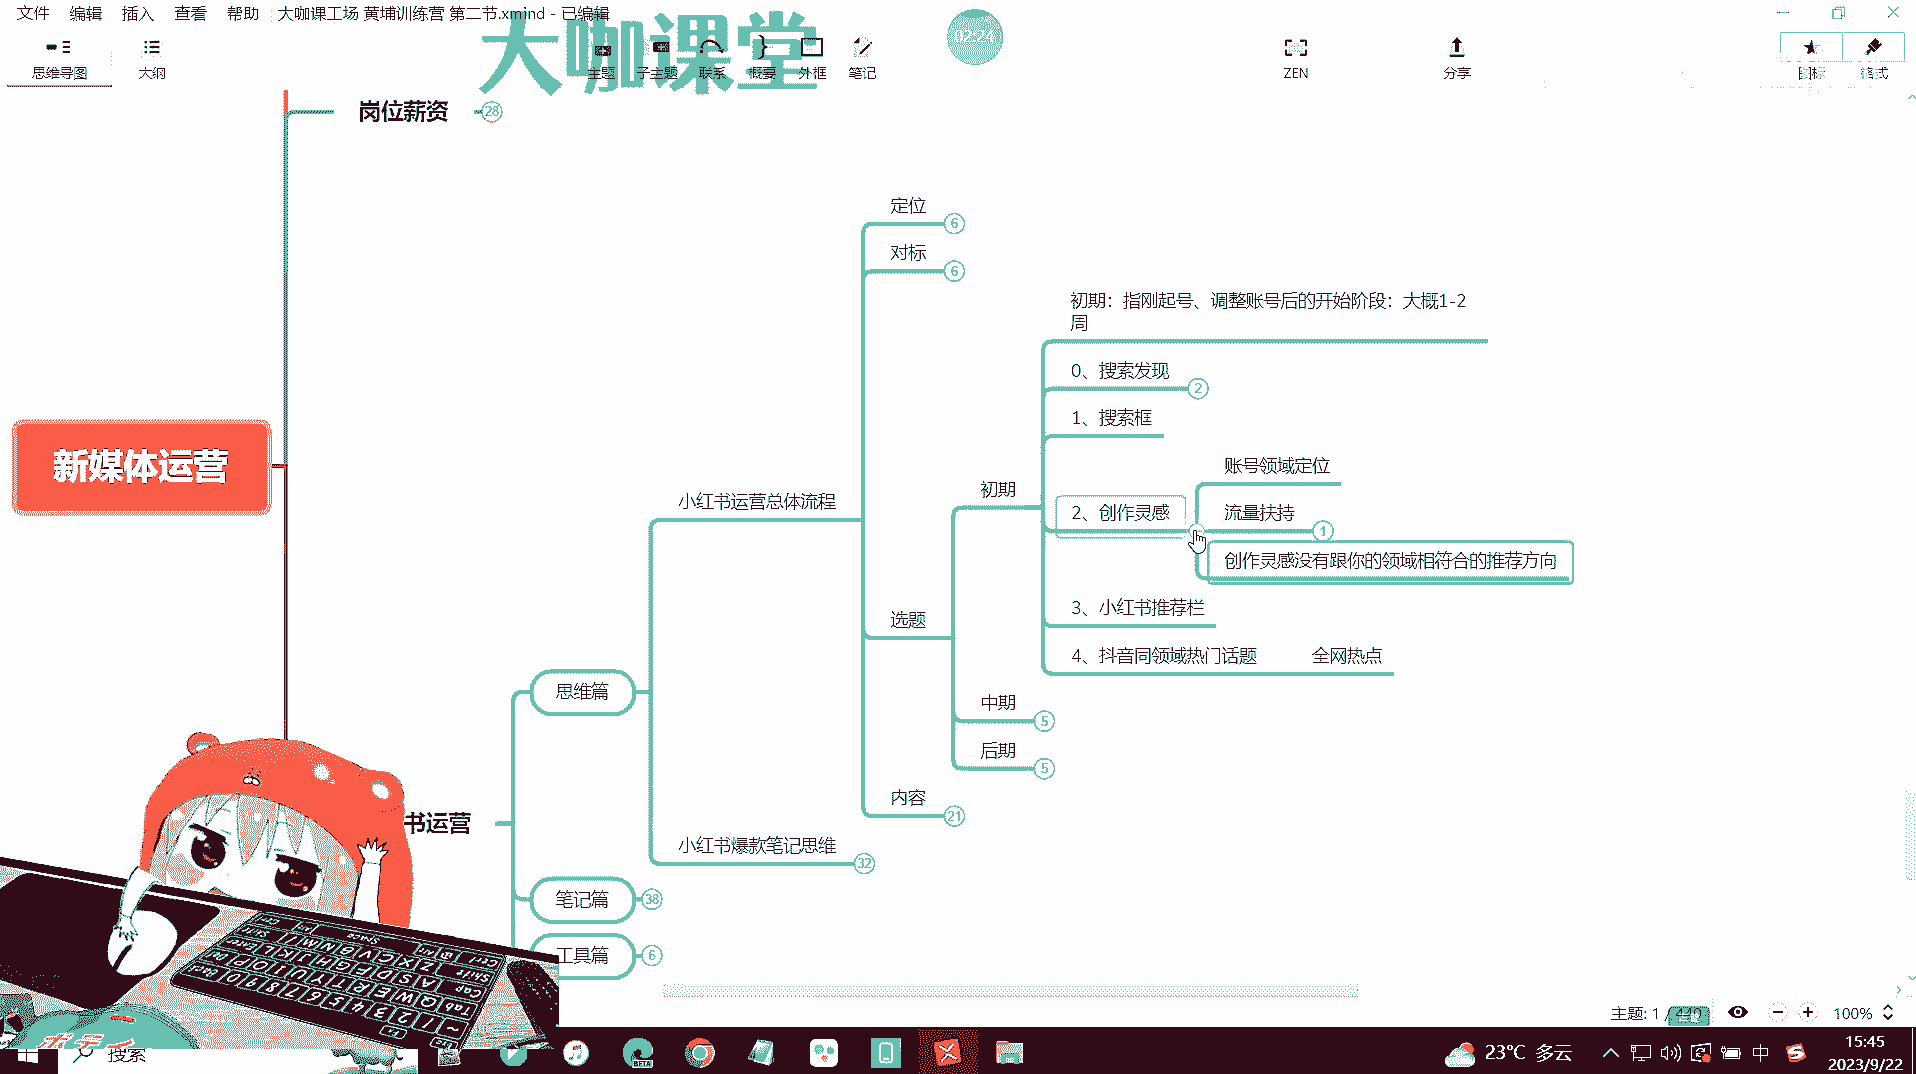 文件 编辑 插入 查看 帮助 大咖课工场 黄埔训练营 第二节.xmind - 已编辑
大咖课堂
02:24
思维导图 大纲 主题 子主题 联系 概要 外框 笔记 ZEN 分享 图标 格式
岗位薪资 28
定位 6
对标 6
初期：指刚起号、调整账号后的开始阶段：大概1-2
周
0、搜索发现 2
1、搜索框
账号领域定位
新媒体运营
初期
小红书运营总体流程
2、创作灵感
流量扶持 1
创作灵感没有跟你的领域相符合的推荐方向
3、小红书推荐栏
选题
4、抖音同领域热门话题 全网热点
思维篇
中期 5
后期 5
内容 21
书运营
小红书爆款笔记思维 32
笔记篇 38
工具篇 6
主题: 1 / 440 100%
搜索
BETA
23°C 多云
中
15:45
2023/9/22